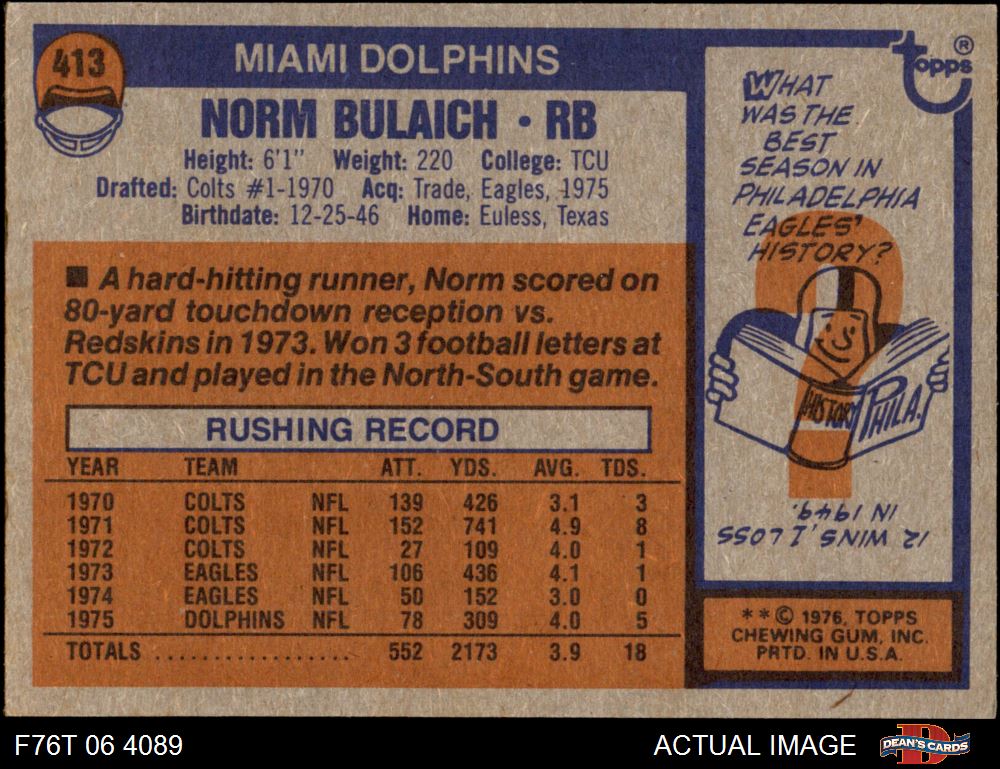 413
MIAMI DOLPHINS
NORM BULAICH · RB
Height: 6'1" Weight: 220 College: TCU
Drafted: Colts #1-1970 Acq: Trade, Eagles, 1975
Birthdate: 12-25-46 Home: Euless, Texas
■ A hard-hitting runner, Norm scored on
80-yard touchdown reception vs.
Redskins in 1973. Won 3 football letters at
TCU and played in the North-South game.
RUSHING RECORD
YEAR TEAM ATT. YDS. AVG. TDS.
1970 COLTS NFL 139 426 3.1 3
1971 COLTS NFL 152 741 4.9 8
1972 COLTS NFL 27 109 4.0 1
1973 EAGLES NFL 106 436 4.1 1
1974 EAGLES NFL 50 152 3.0 0
1975 DOLPHINS NFL 78 309 4.0 5
TOTALS .................. 552 2173 3.9 18
topps ®
WHAT
WAS THE
BEST
SEASON IN
PHILADELPHIA
EAGLES'
HISTORY?
?
HISTORY PHILA.
12 WINS, 1 LOSS
IN 1949.
**© 1976, TOPPS
CHEWING GUM, INC.
PRTD. IN U.S.A.
F76T 06 4089
ACTUAL IMAGE
D
DEAN'S CARDS